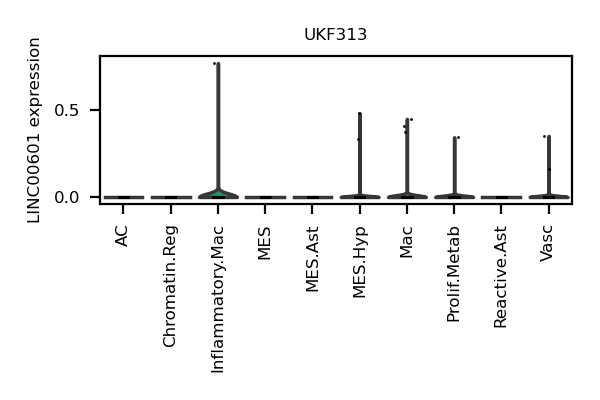 UKF313
LINC00601 expression
0.5
0.0
AC
Chromatin.Reg
Inflammatory.Mac
MES
MES.Ast
MES.Hyp
Mac
Prolif.Metab
Reactive.Ast
Vasc